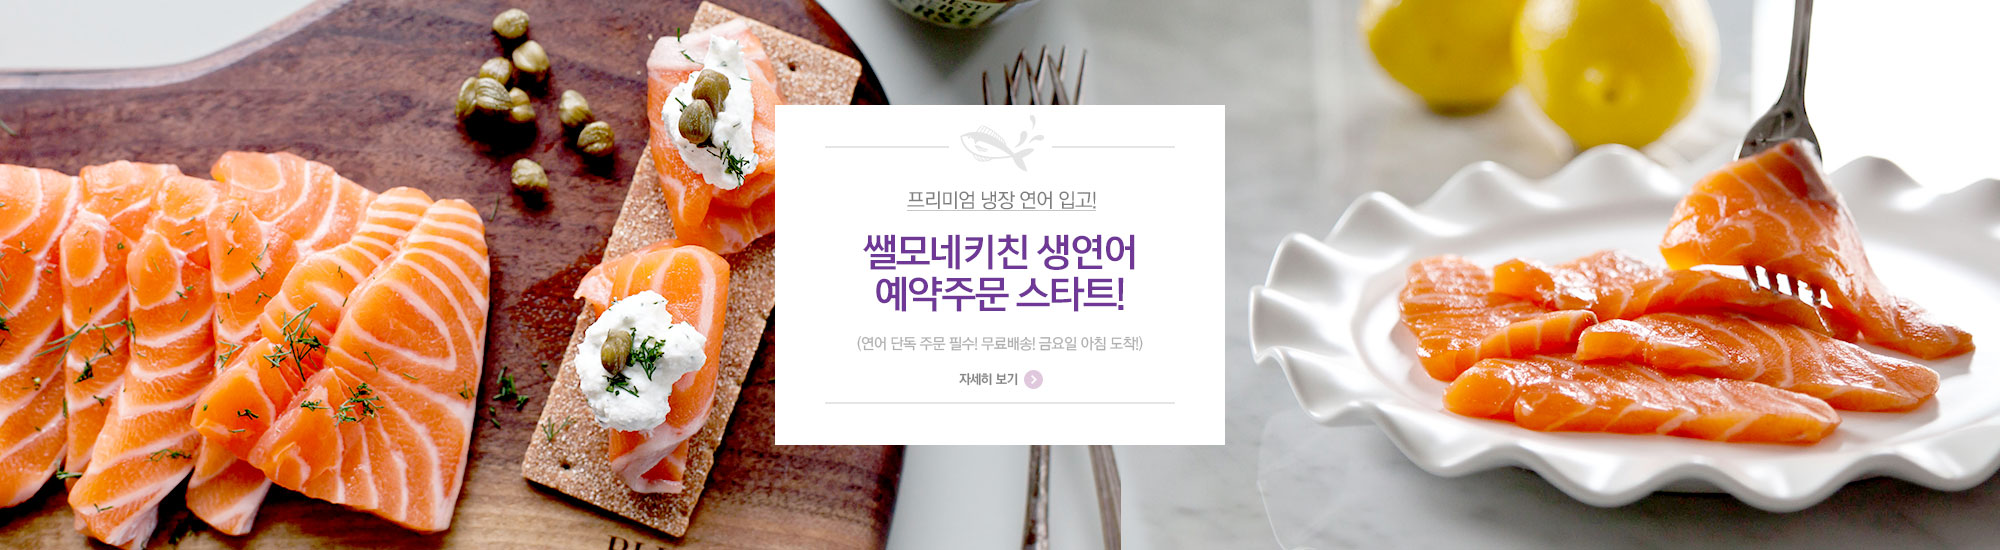 프리미엄 냉장 연어 입고!
쌜모네키친 생연어
예약주문 스타트!
(연어 단독 주문 필수! 무료배송! 금요일 아침 도착!)
자세히 보기